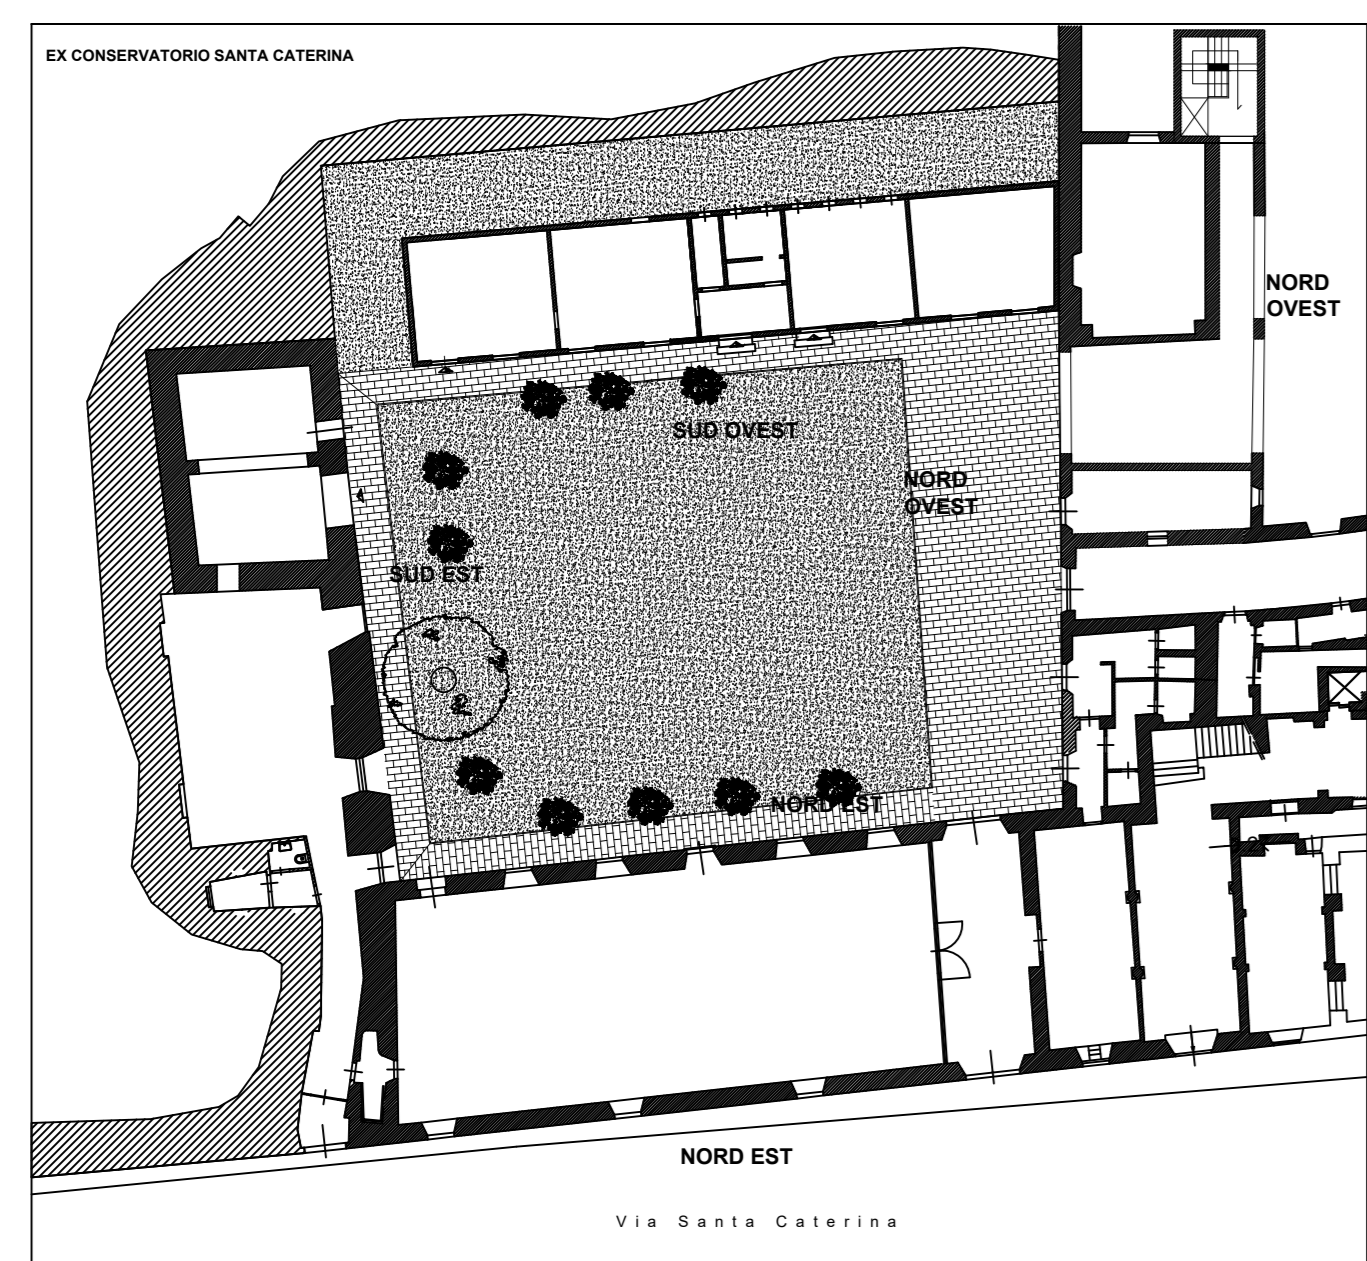 EX CONSERVATORIO SANTA CATERINA
NORD
OVEST
SUD OVEST
NORD
OVEST
SUD EST
NORD EST
NORD EST
Via Santa Caterina